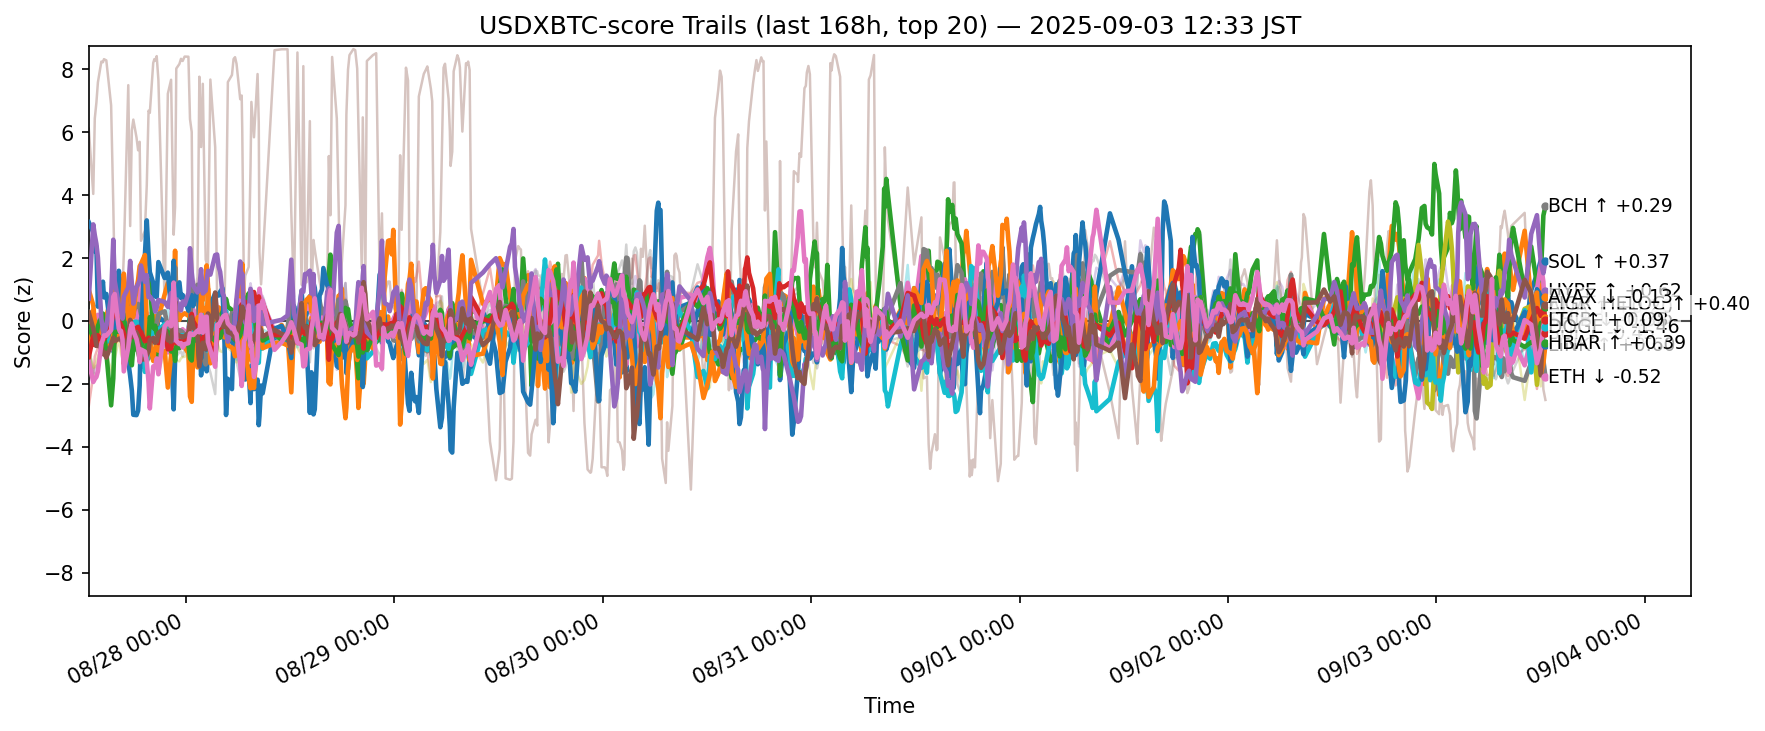 USDXBTC-score Trails (last 168h, top 20) — 2025-09-03 12:33 JST
Score (z)
8
6
4
2
0
−2
−4
−6
−8
BCH ↑ +0.29
SOL ↑ +0.37
AVAX ↓ -0.13
↑ +0.40
LTC ↑ +0.09
HBAR ↑ +0.39
ETH ↓ -0.52
08/28 00:00
08/29 00:00
08/30 00:00
08/31 00:00
09/01 00:00
09/02 00:00
09/03 00:00
09/04 00:00
Time